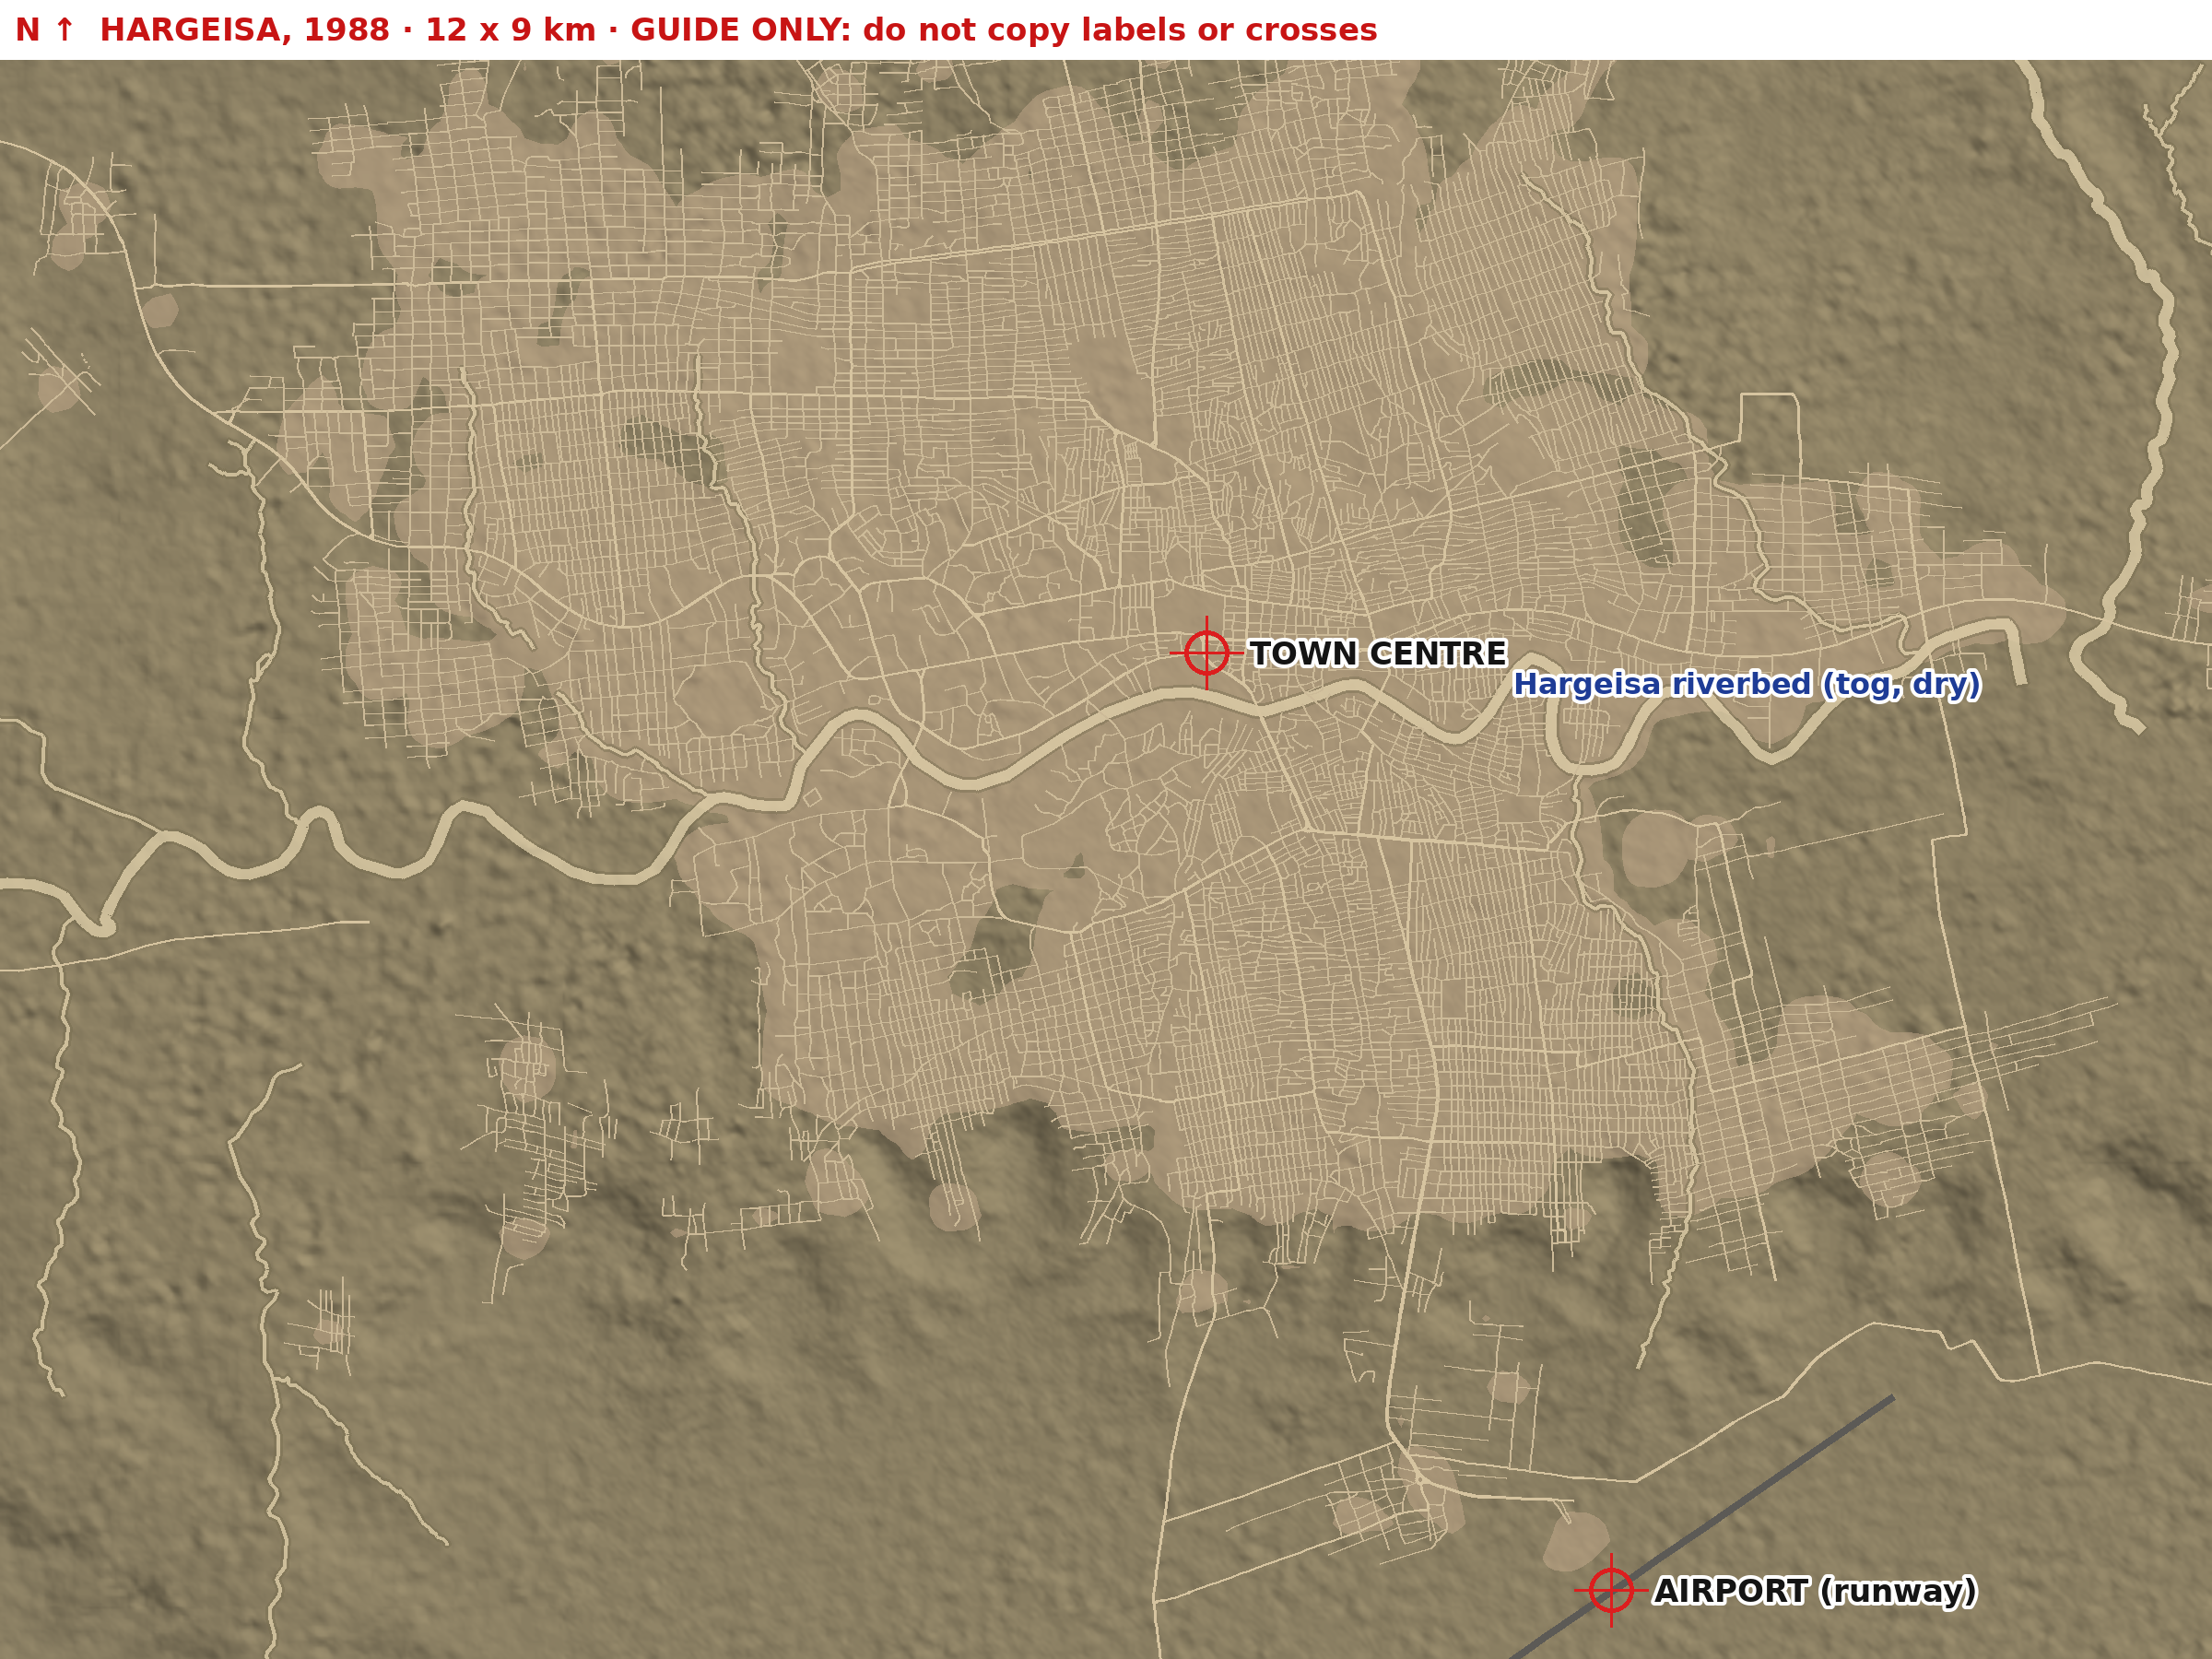 N ↑ HARGEISA, 1988 · 12 x 9 km · GUIDE ONLY: do not copy labels or crosses
TOWN CENTRE
Hargeisa riverbed (tog, dry)
AIRPORT (runway)